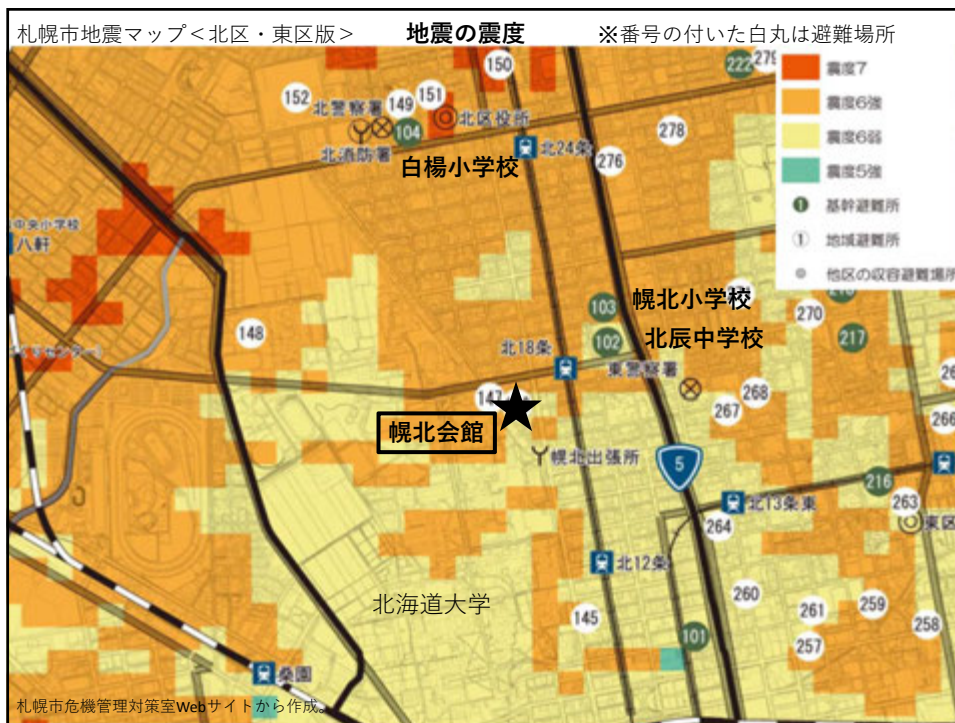 札幌市地震マップ<北区・東区版>
地震の震度
※番号の付いた白丸は避難場所
150
222
279
震度7
震度6強
震度6弱
震度5強
❶ 基幹避難所
① 地域避難所
他区の収容避難場所
152
北警察署
149
151
104
北区役所
北消防署
278
白楊小学校
北24条
276
中央小学校
八軒
幌北小学校
103
270
148
102
北辰中学校
217
北18条
東警察署
147
268
267
266
幌北会館
幌北出張所
5
216
北13条東
263
264
東区
北12条
北海道大学
145
260
261
259
258
101
257
桑園
札幌市危機管理対策室Webサイトから作成。